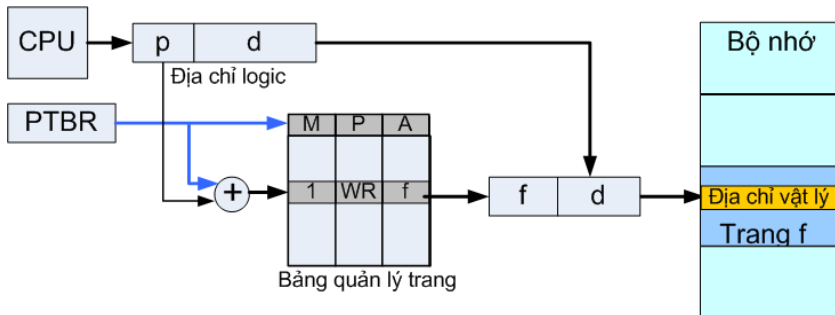 CPU
p d
Địa chỉ logic
Bộ nhớ
PTBR
M P A
+
1 WR f
f d
Địa chỉ vật lý
Trang f
Bảng quản lý trang